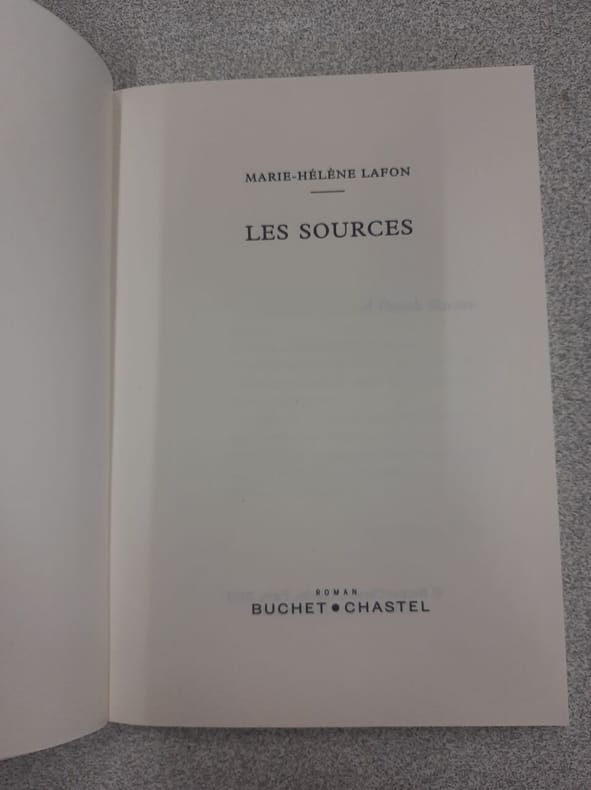 MARIE-HÉLÈNE LAFON
LES SOURCES
ROMAN
BUCHET • CHASTEL